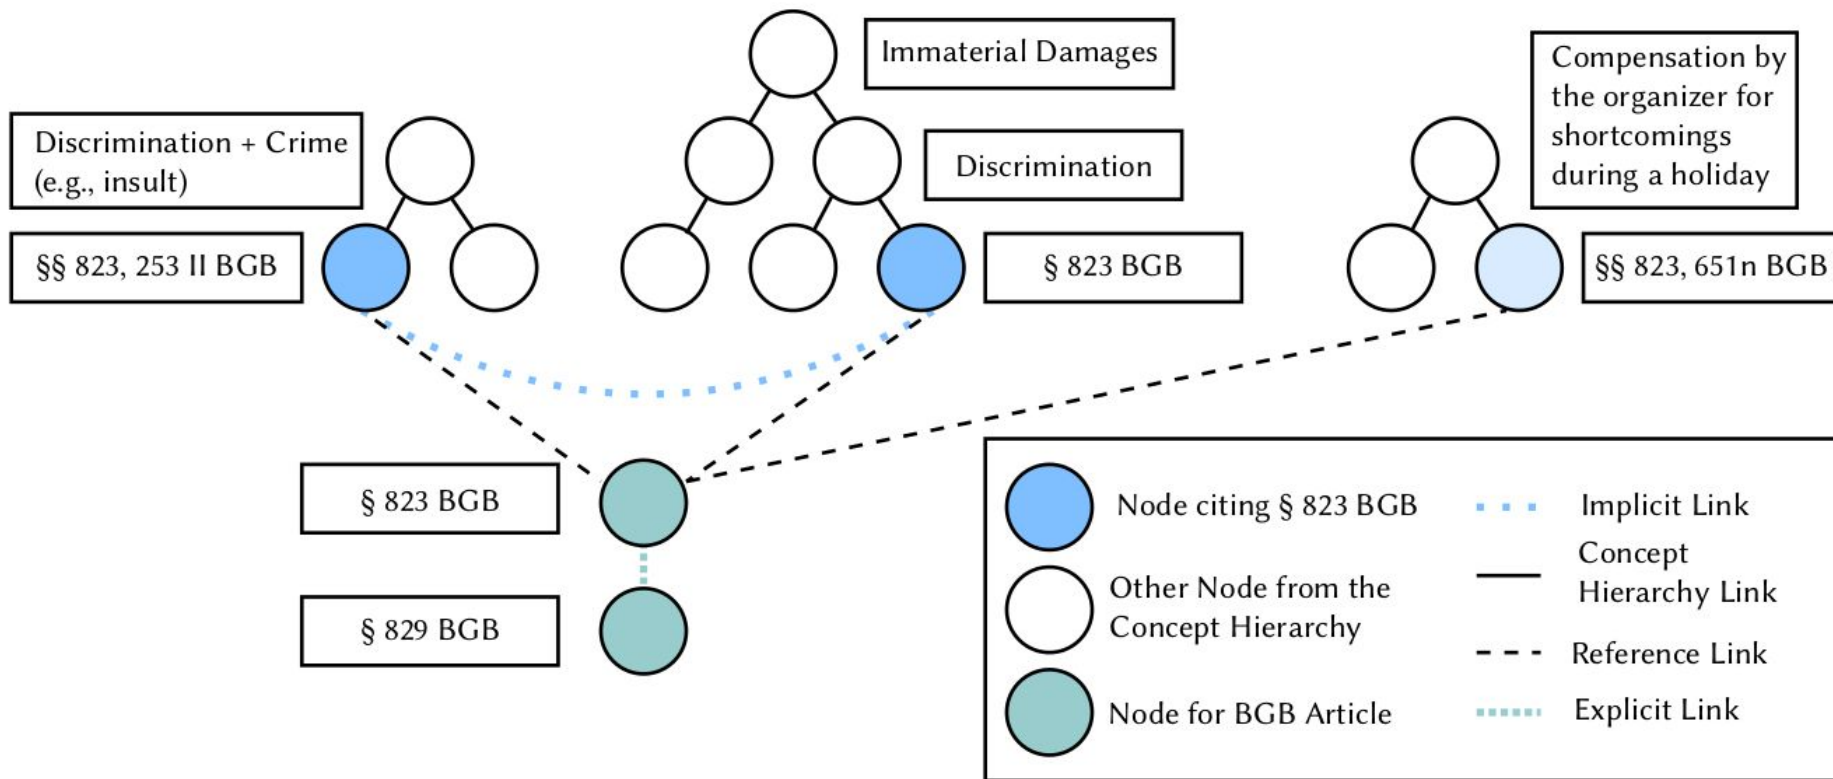 Immaterial Damages
Compensation by
the organizer for
shortcomings
during a holiday
Discrimination + Crime
(e.g., insult)
Discrimination
§§ 823, 253 II BGB
§ 823 BGB
§§ 823, 651n BGB
§ 823 BGB
§ 829 BGB
Node citing § 823 BGB
Other Node from the
Concept Hierarchy
Node for BGB Article
Implicit Link
Concept
Hierarchy Link
Reference Link
Explicit Link